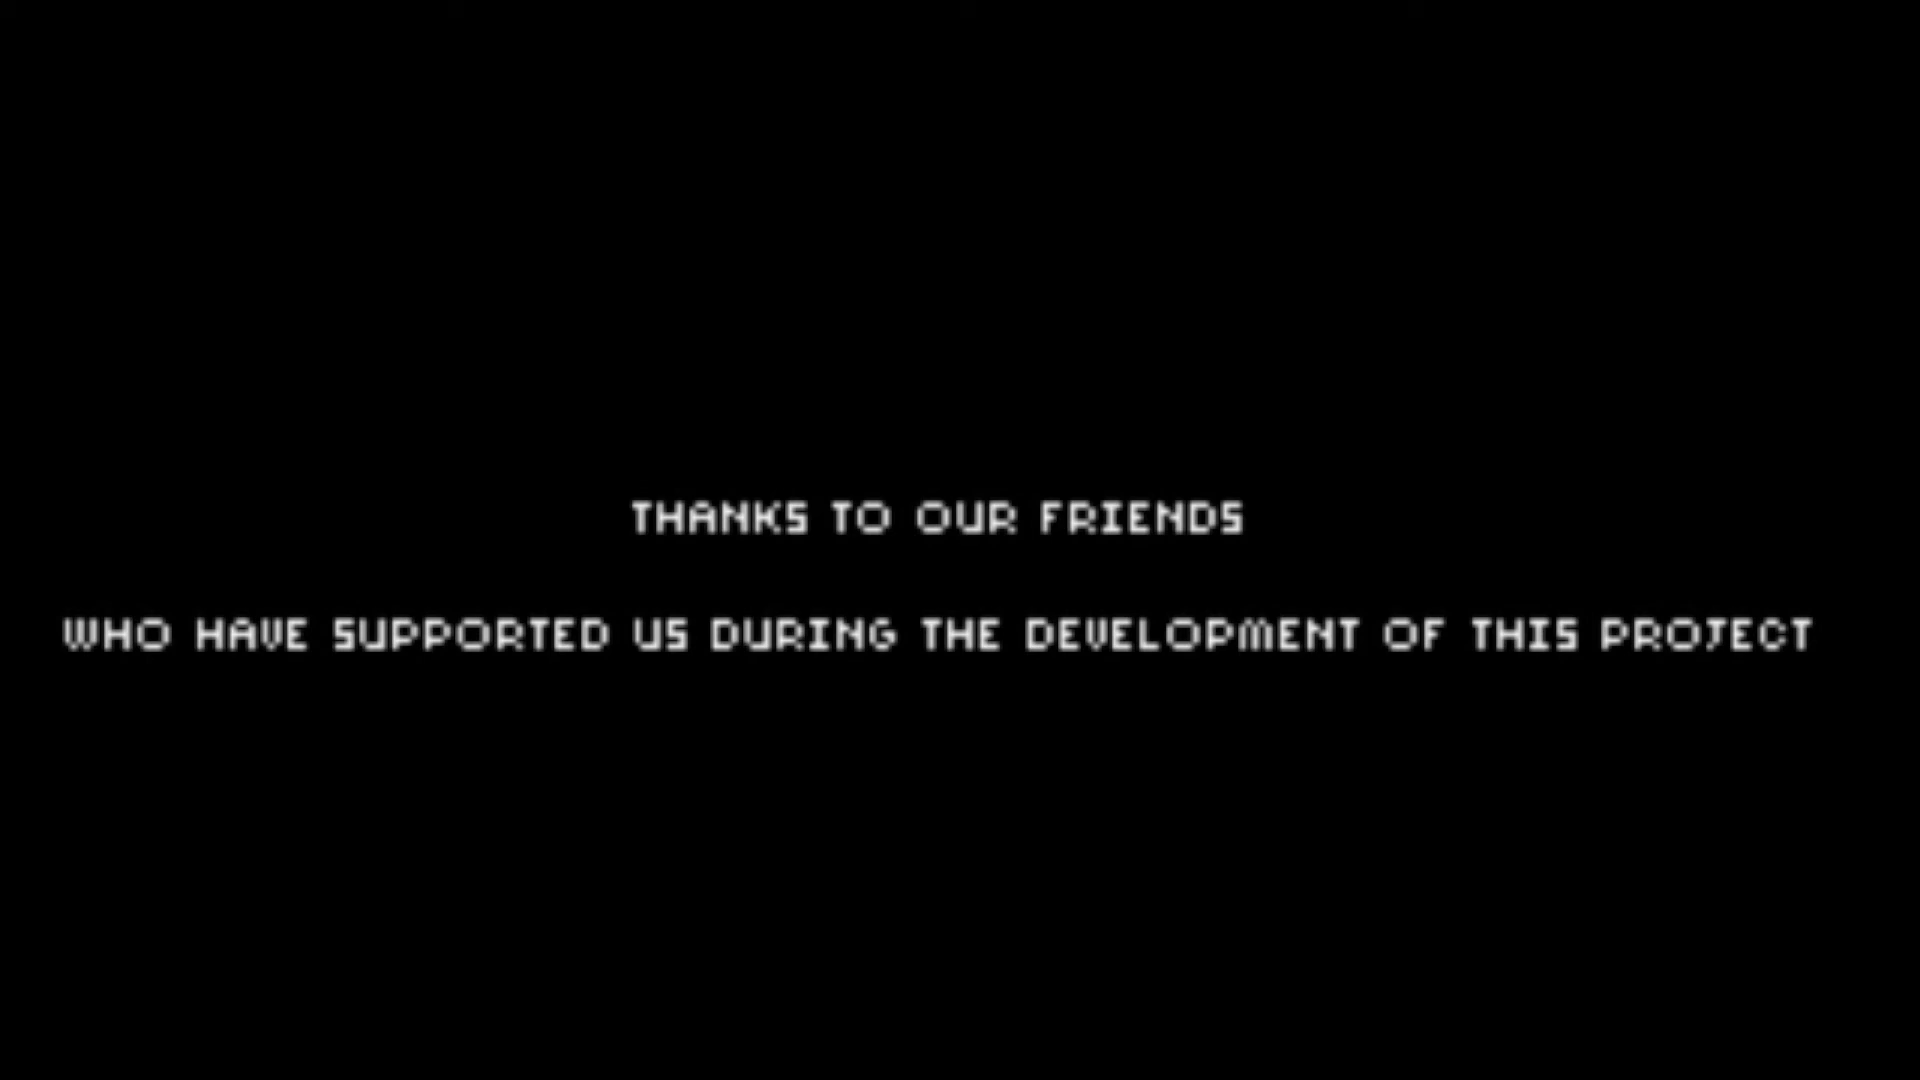 THANKS TO OUR FRIENDS
WHO HAVE SUPPORTED US DURING THE DEVELOPMENT OF THIS PROJECT